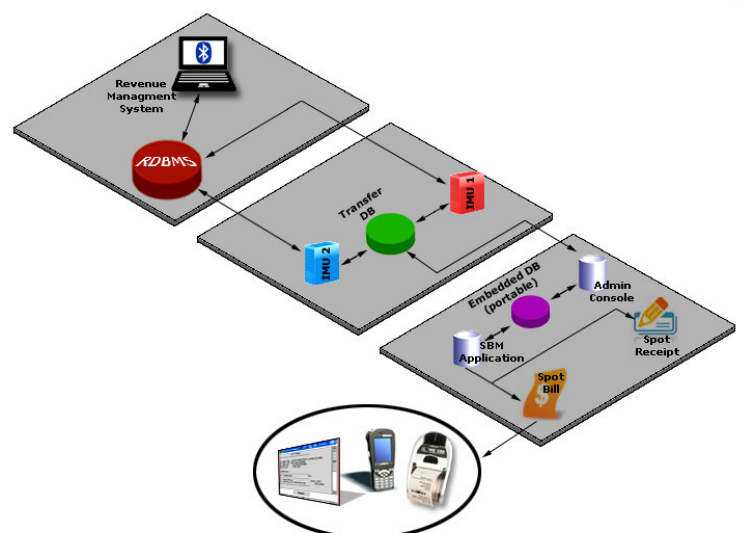 Revenue
Managment
System
RDBMS
IMU 1
Transfer
DB
IMU 2
Embedded DB
(portable)
Admin
Console
SBM
Application
Spot
Receipt
Spot
Bill